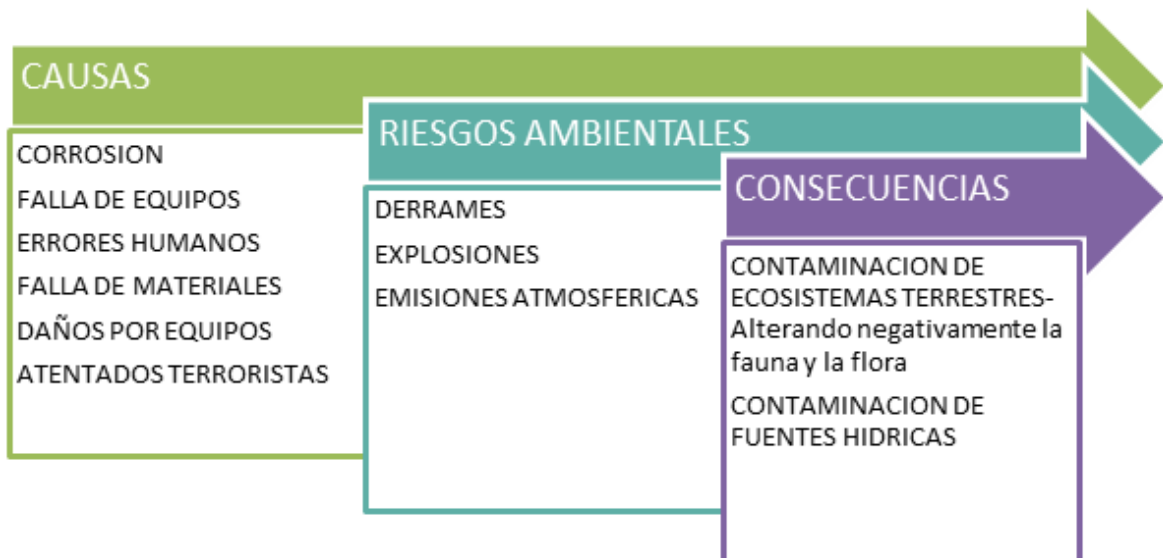 CAUSAS
CORROSION
FALLA DE EQUIPOS
ERRORES HUMANOS
FALLA DE MATERIALES
DAÑOS POR EQUIPOS
ATENTADOS TERRORISTAS
RIESGOS AMBIENTALES
DERRAMES
EXPLOSIONES
EMISIONES ATMOSFERICAS
CONSECUENCIAS
CONTAMINACION DE
ECOSISTEMAS TERRESTRES-
Alterando negativamente la
fauna y la flora
CONTAMINACION DE
FUENTES HIDRICAS